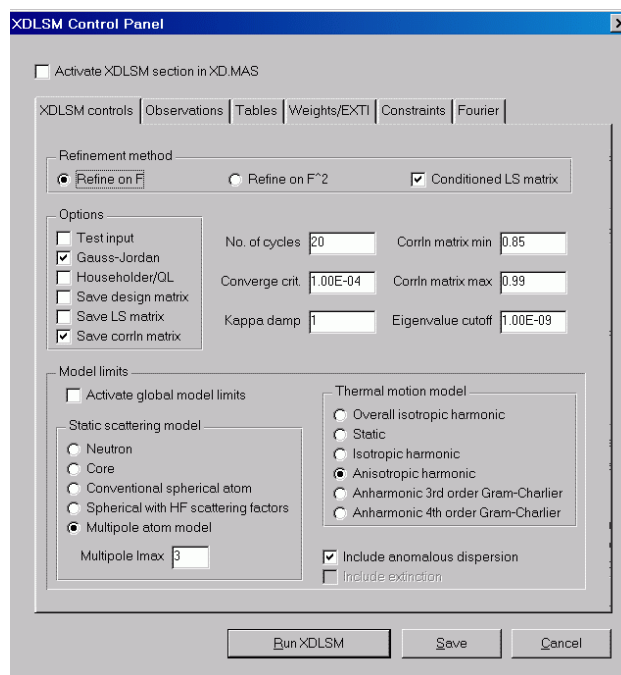 XDLSM Control Panel
Activate XDLSM section in XD.MAS
XDLSM controls Observations Tables Weights/EXTI Constraints Fourier
Refinement method
Refine on F Refine on F^2 Conditioned LS matrix
Options
Test input
Gauss-Jordan
Householder/QL
Save design matrix
Save LS matrix
Save corrln matrix
No. of cycles 20 Corrln matrix min 0.85
Converge crit. 1.00E-04 Corrln matrix max 0.99
Kappa damp 1 Eigenvalue cutoff 1.00E-09
Model limits
Activate global model limits
Static scattering model
Neutron
Core
Conventional spherical atom
Spherical with HF scattering factors
Multipole atom model
Multipole lmax 3
Thermal motion model
Overall isotropic harmonic
Static
Isotropic harmonic
Anisotropic harmonic
Anharmonic 3rd order Gram-Charlier
Anharmonic 4th order Gram-Charlier
Include anomalous dispersion
Include extinction
Run XDLSM Save Cancel